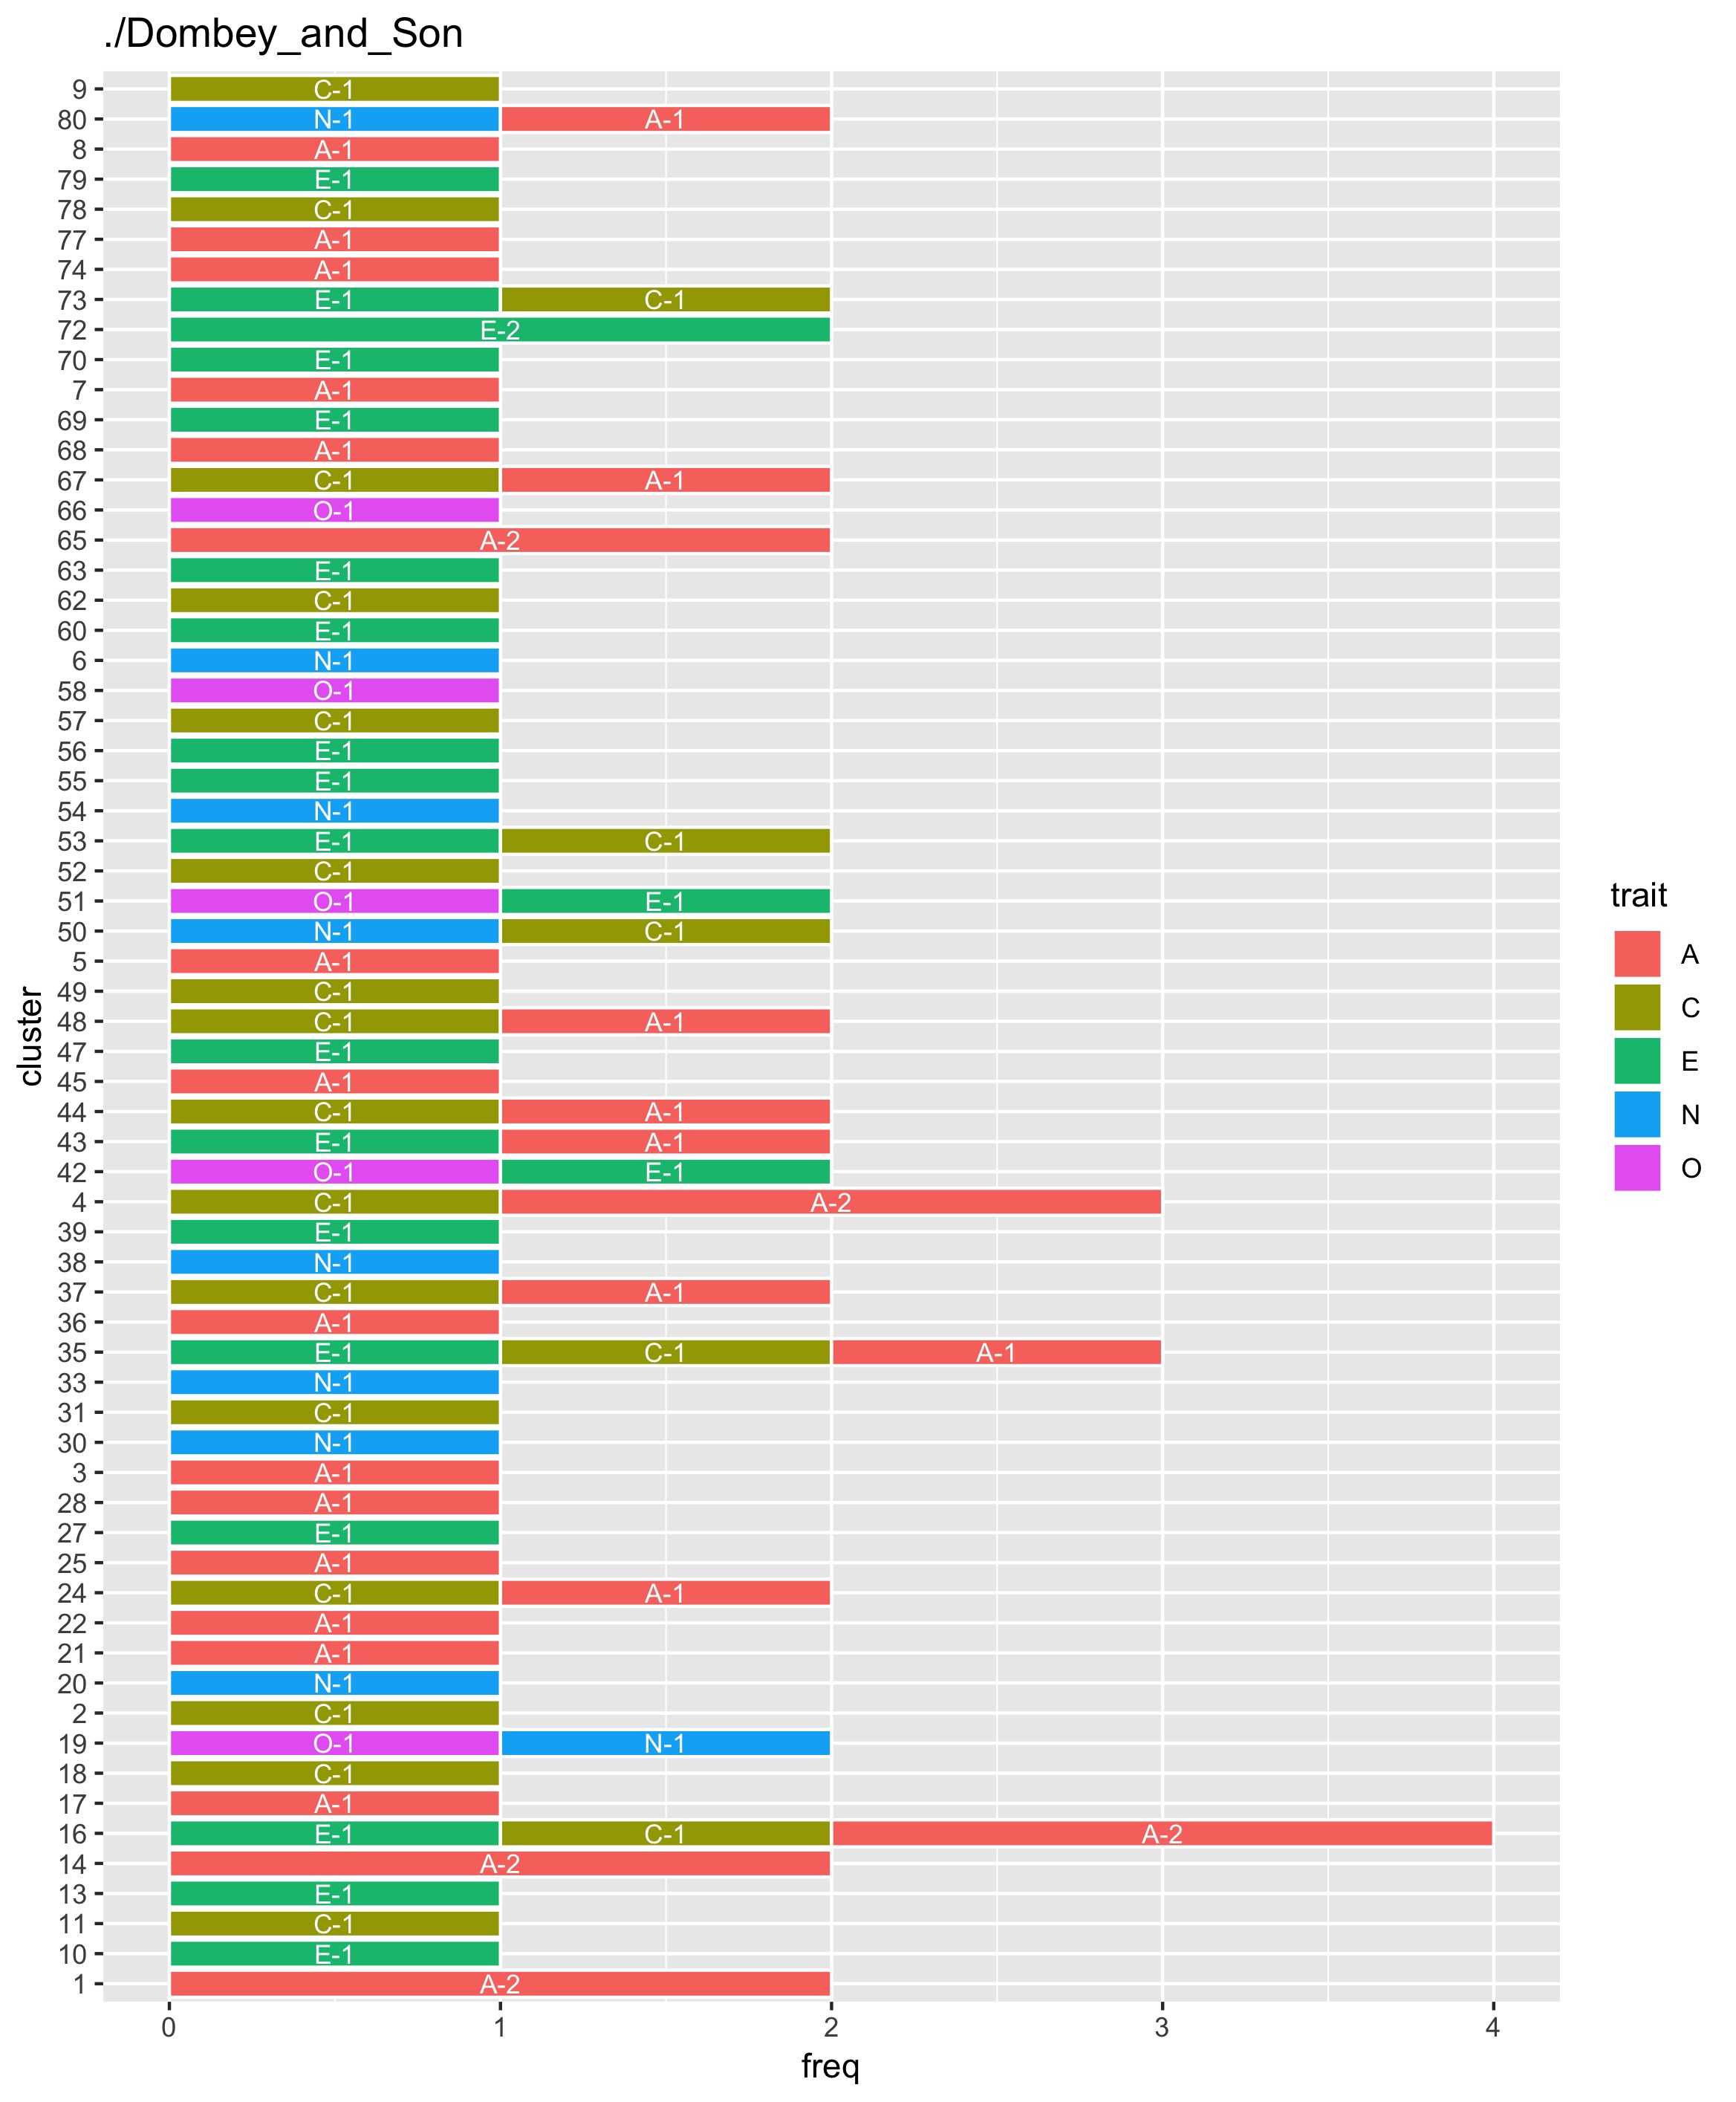 ./Dombey_and_Son
9 C-1
80 N-1 A-1
8 A-1
79 E-1
78 C-1
77 A-1
74 A-1
73 E-1 C-1
72 E-2
70 E-1
7 A-1
69 E-1
68 A-1
67 C-1 A-1
66 O-1
65 A-2
63 E-1
62 C-1
60 E-1
6 N-1
58 O-1
57 C-1
56 E-1
55 E-1
54 N-1
53 E-1 C-1
52 C-1
51 O-1 E-1
50 N-1 C-1
5 A-1
49 C-1
48 C-1 A-1
47 E-1
45 A-1
44 C-1 A-1
43 E-1 A-1
42 O-1 E-1
4 C-1 A-2
39 E-1
38 N-1
37 C-1 A-1
36 A-1
35 E-1 C-1 A-1
33 N-1
31 C-1
30 N-1
3 A-1
28 A-1
27 E-1
25 A-1
24 C-1 A-1
22 A-1
21 A-1
20 N-1
2 C-1
19 O-1 N-1
18 C-1
17 A-1
16 E-1 C-1 A-2
14 A-2
13 E-1
11 C-1
10 E-1
1 A-2
0 1 2 3 4
freq
cluster
trait
A
C
E
N
O